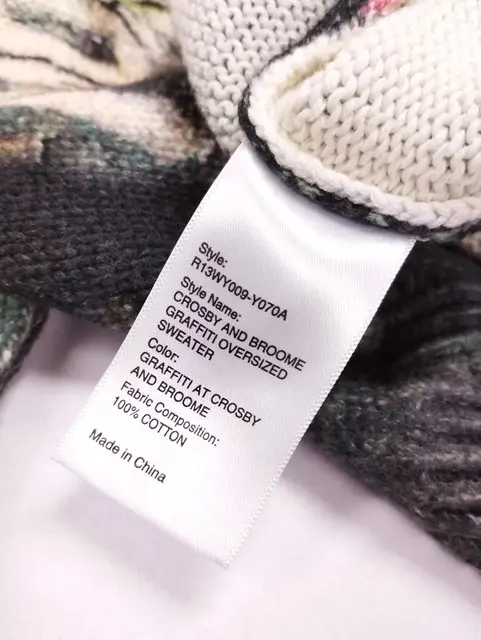 Style:
R13WY009-Y070A
Style Name:
CROSBY AND BROOME
GRAFFITI OVERSIZED
SWEATER
Color:
GRAFFITI AT CROSBY
AND BROOME
Fabric Composition:
100% COTTON
Made in China